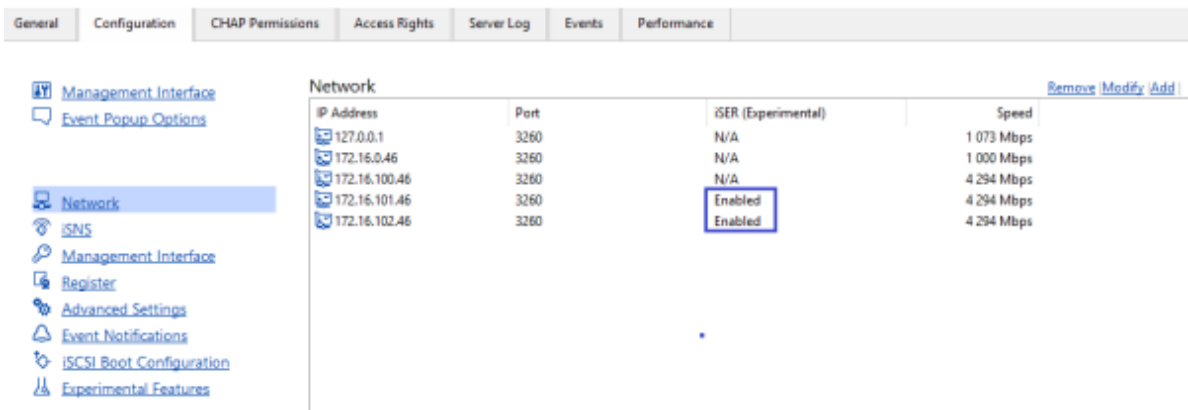 General Configuration CHAP Permissions Access Rights Server Log Events Performance
Management Interface
Event Popup Options
Network
iSNS
Management Interface
Register
Advanced Settings
Event Notifications
iSCSI Boot Configuration
Experimental Features
Network Remove | Modify | Add |
IP Address Port iSER (Experimental) Speed
127.0.0.1 3260 N/A 1 073 Mbps
172.16.0.46 3260 N/A 1 000 Mbps
172.16.100.46 3260 N/A 4 294 Mbps
172.16.101.46 3260 Enabled 4 294 Mbps
172.16.102.46 3260 Enabled 4 294 Mbps